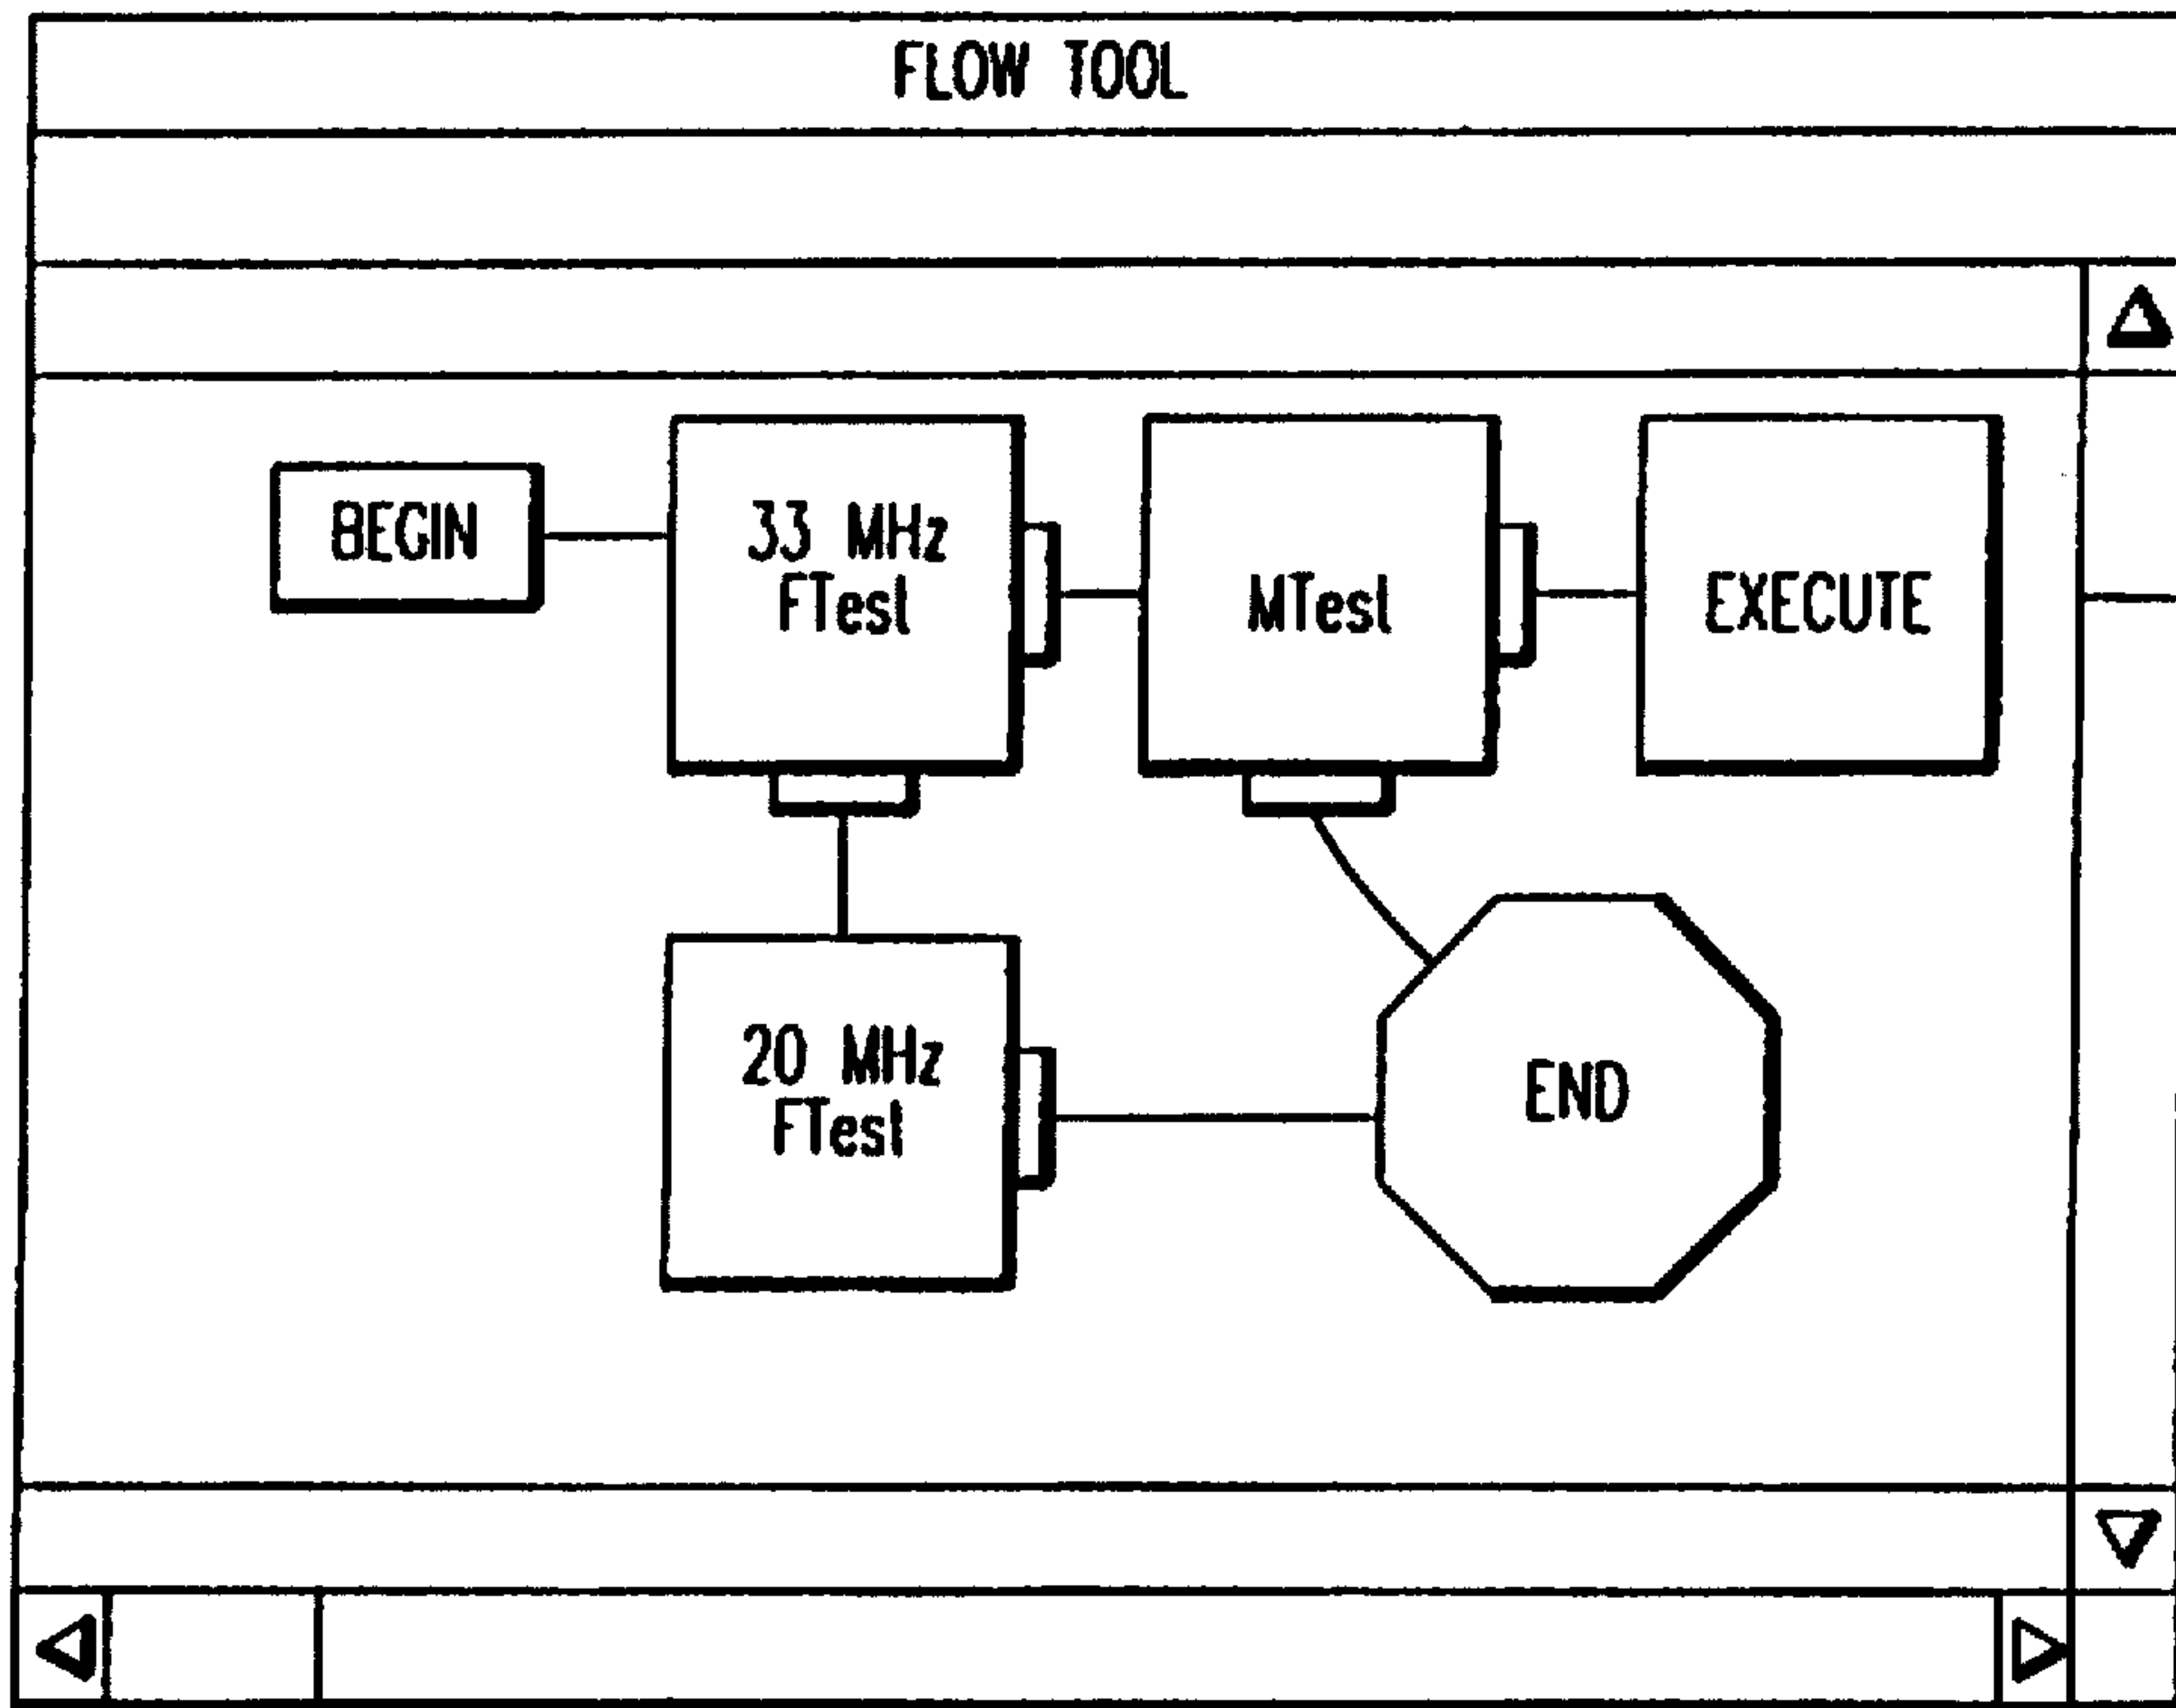 FLOW TOOL
BEGIN
33 MHz
FTest
MTest
EXECUTE
20 MHz
FTest
END